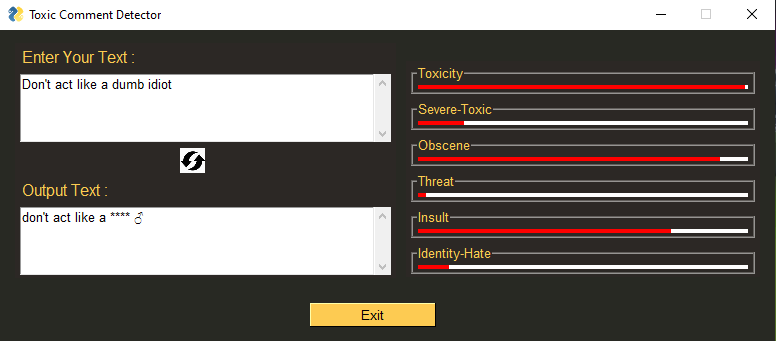 Toxic Comment Detector
Enter Your Text :
Don't act like a dumb idiot
Output Text :
don't act like a **** ♂
Toxicity
Severe-Toxic
Obscene
Threat
Insult
Identity-Hate
Exit